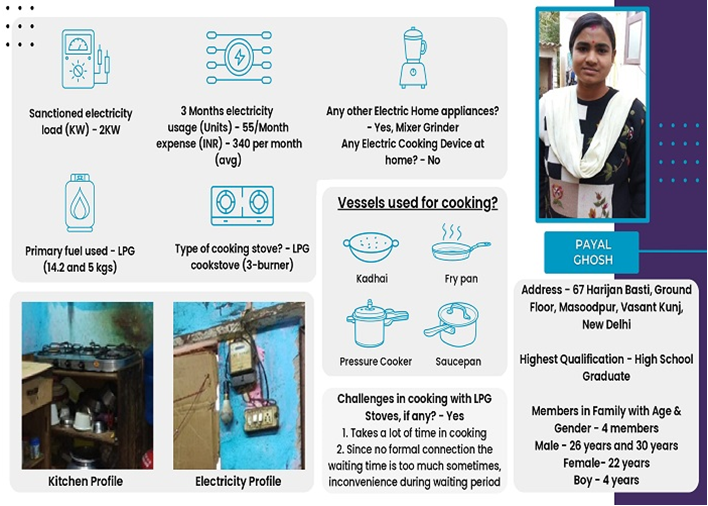 Sanctioned electricity
load (KW) - 2KW
3 Months electricity
usage (Units) - 55/Month
expense (INR) - 340 per month
(avg)
Any other Electric Home appliances?
- Yes, Mixer Grinder
Any Electric Cooking Device at
home? - No
Primary fuel used - LPG
(14.2 and 5 kgs)
Type of cooking stove? - LPG
cookstove (3-burner)
Vessels used for cooking?
Kadhai
Fry pan
Pressure Cooker
Saucepan
Kitchen Profile
Electricity Profile
Challenges in cooking with LPG
Stoves, if any? - Yes
1. Takes a lot of time in cooking
2. Since no formal connection the
waiting time is too much sometimes,
inconvenience during waiting period
PAYAL
GHOSH
Address - 67 Harijan Basti, Ground
Floor, Masoodpur, Vasant Kunj,
New Delhi
Highest Qualification - High School
Graduate
Members in Family with Age &
Gender - 4 members
Male - 26 years and 30 years
Female- 22 years
Boy - 4 years